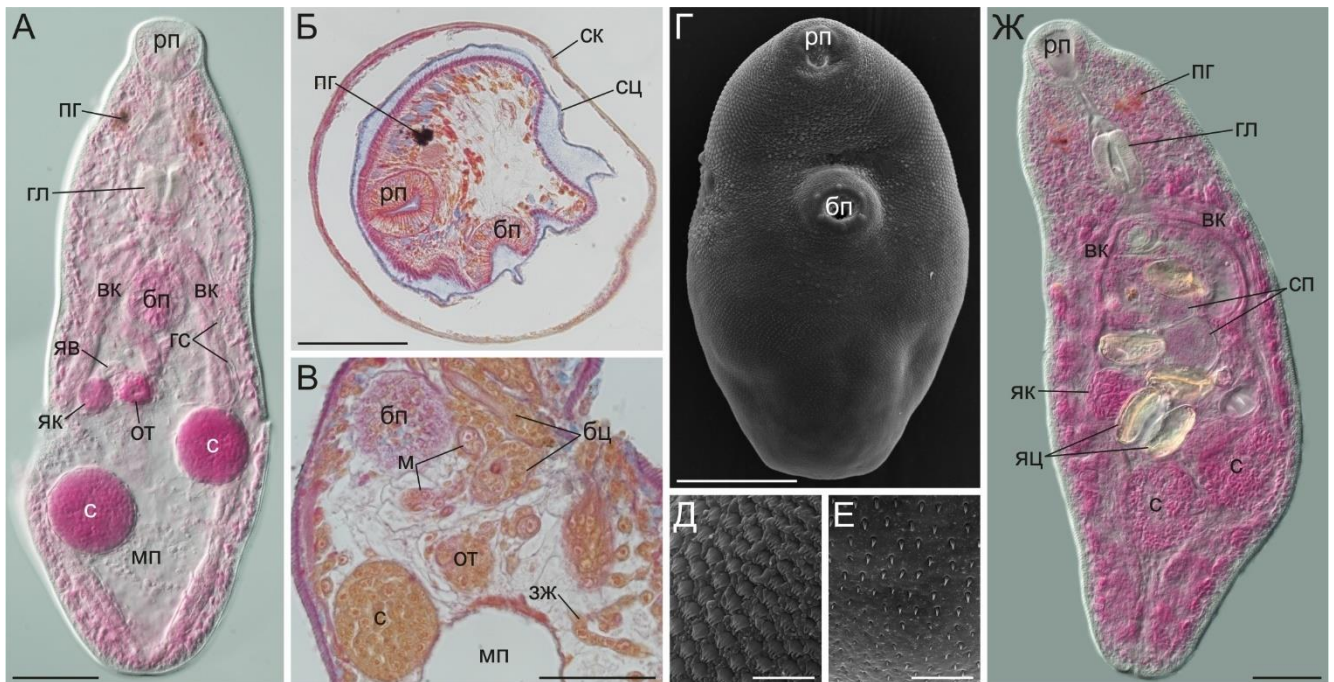 А
рп
пг
гл
вк
бп
вк
гс
яв
як
от
с
с
мп
Б
ск
пг
сц
рп
бп
В
бп
бц
м
от
зж
с
мп
Г
рп
бп
Д
Е
Ж
рп
пг
гл
вк
вк
сп
як
яц
с
с